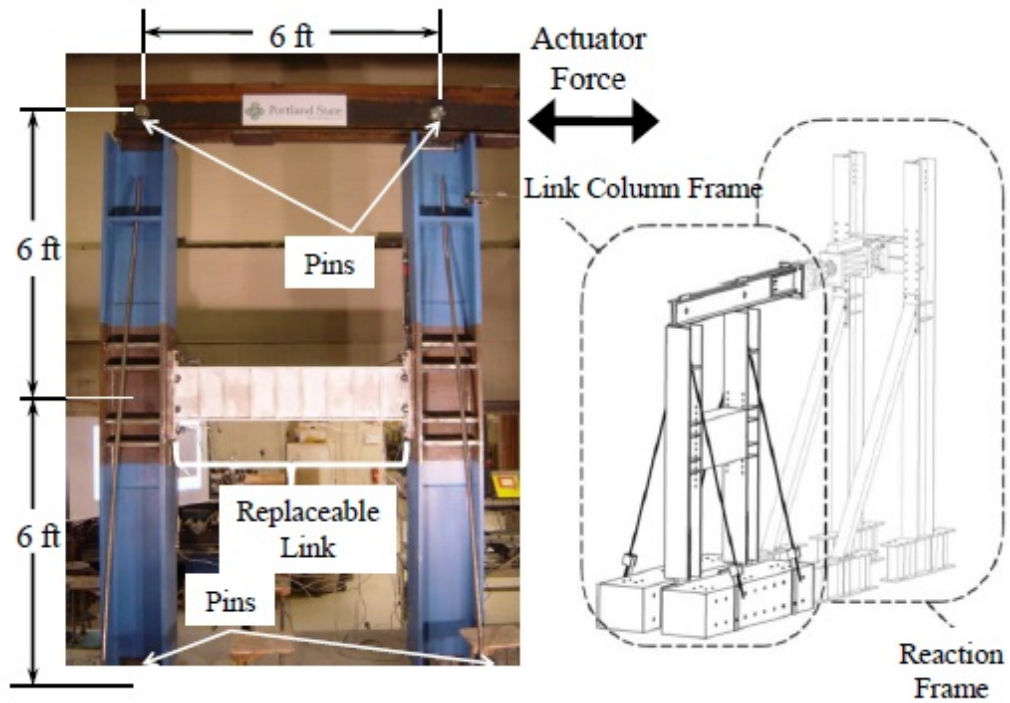 6 ft
Actuator
Force
Portland State
Link Column Frame
6 ft
Pins
Replaceable
Link
6 ft
Pins
Reaction
Frame